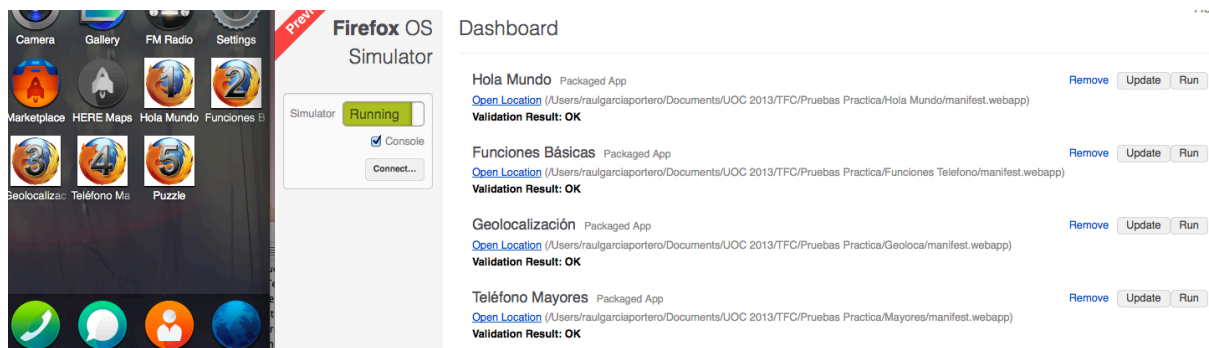 Camera Gallery FM Radio Settings
Marketplace HERE Maps Hola Mundo Funciones B
1 2
3 4 5
Geolocalizac Teléfono Ma Puzzle
Firefox OS
Simulator
Simulator Running
Console
Connect...
Dashboard
Hola Mundo Packaged App Remove Update Run
Open Location (/Users/raulgarciaportero/Documents/UOC 2013/TFC/Pruebas Practica/Hola Mundo/manifest.webapp)
Validation Result: OK
Funciones Básicas Packaged App Remove Update Run
Open Location (/Users/raulgarciaportero/Documents/UOC 2013/TFC/Pruebas Practica/Funciones Telefono/manifest.webapp)
Validation Result: OK
Geolocalización Packaged App Remove Update Run
Open Location (/Users/raulgarciaportero/Documents/UOC 2013/TFC/Pruebas Practica/Geoloca/manifest.webapp)
Validation Result: OK
Teléfono Mayores Packaged App Remove Update Run
Open Location (/Users/raulgarciaportero/Documents/UOC 2013/TFC/Pruebas Practica/Mayores/manifest.webapp)
Validation Result: OK